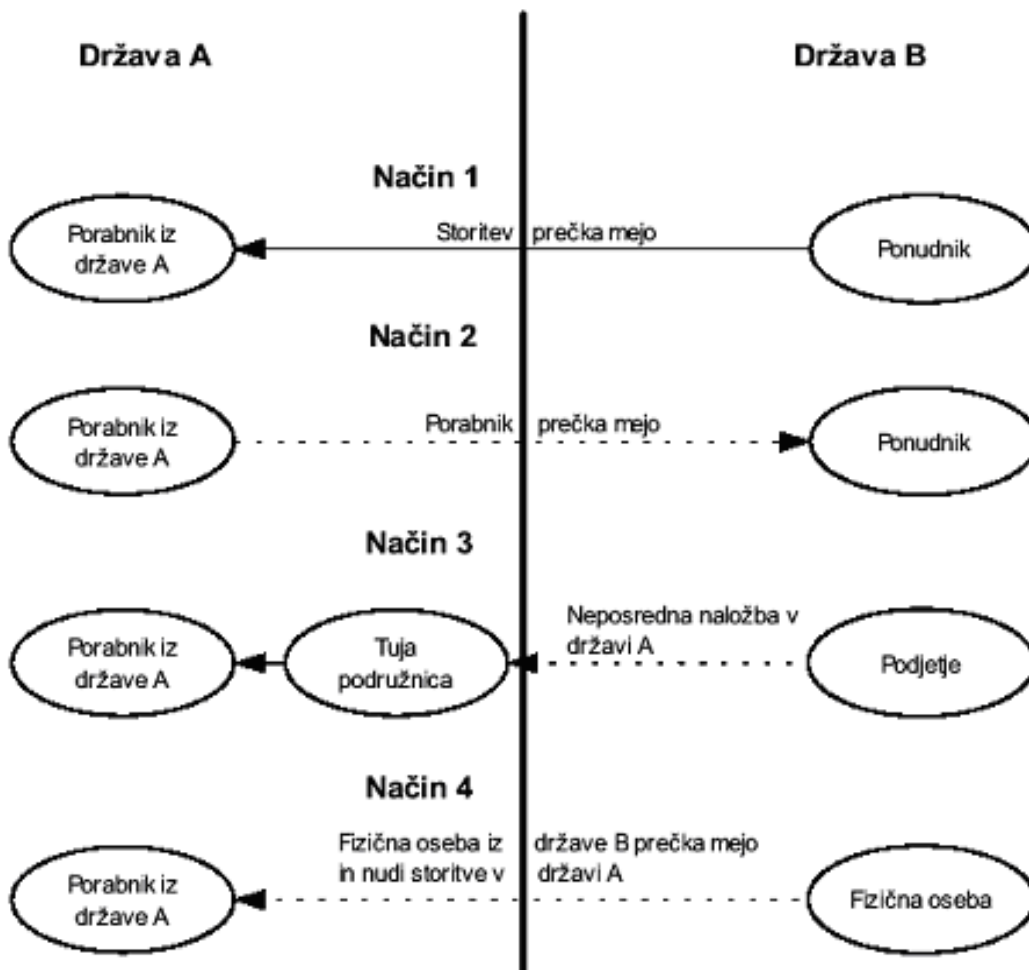 Država A
Država B
Način 1
Storitev prečka mejo
Porabnik iz
države A
Ponudnik
Način 2
Porabnik prečka mejo
Porabnik iz
države A
Ponudnik
Način 3
Neposredna naložba v
državi A
Porabnik iz
države A
Tuja
podružnica
Podjetje
Način 4
Fizična oseba iz države B prečka mejo
in nudi storitve v državi A
Porabnik iz
države A
Fizična oseba